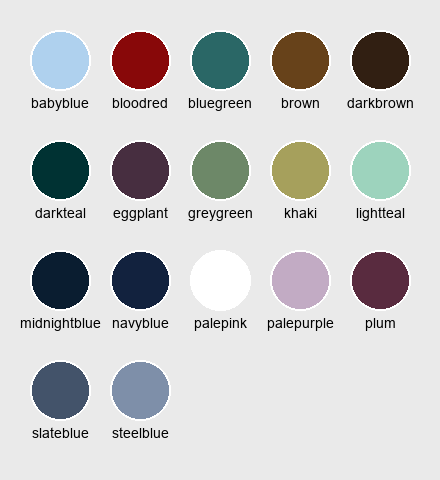 babyblue bloodred bluegreen brown darkbrown
darkteal eggplant greygreen khaki lightteal
midnightblue navyblue palepink palepurple plum
slateblue steelblue